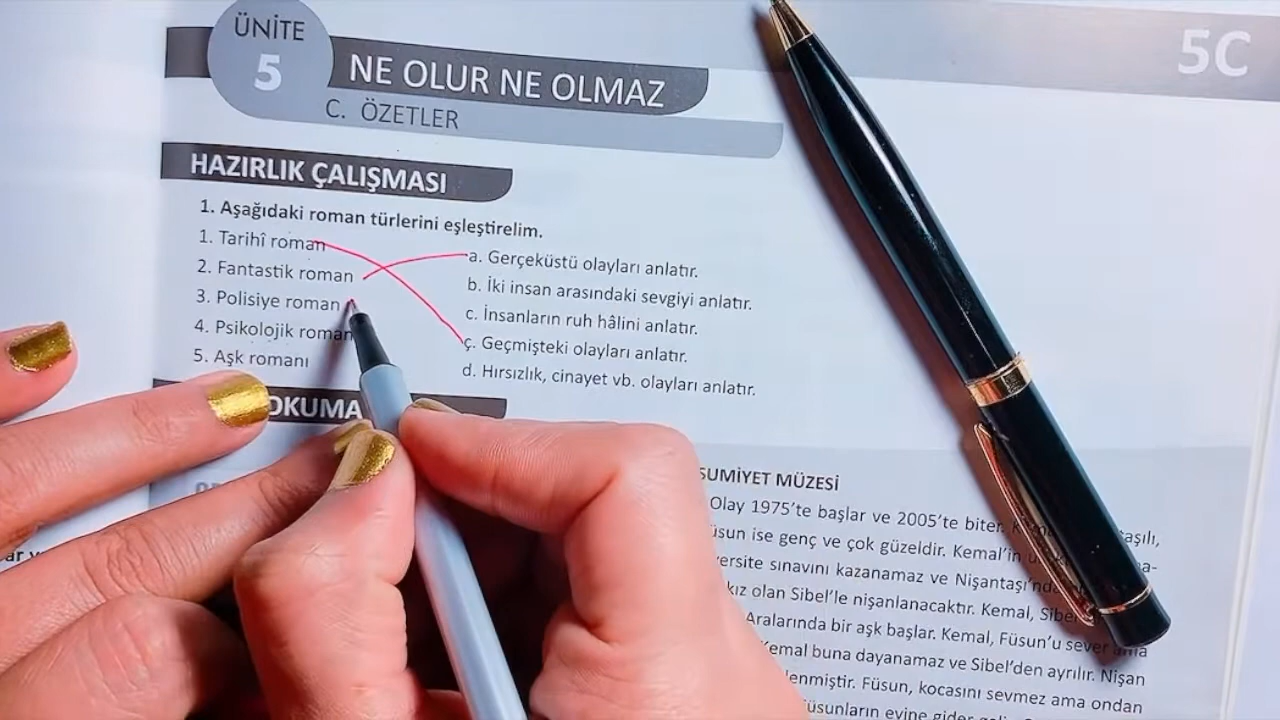 ÜNİTE
5
5C
NE OLUR NE OLMAZ
C. ÖZETLER
HAZIRLIK ÇALIŞMASI
1. Aşağıdaki roman türlerini eşleştirelim.
1. Tarihî roman
2. Fantastik roman
3. Polisiye roman
4. Psikolojik roman
5. Aşk romanı
a. Gerçeküstü olayları anlatır.
b. İki insan arasındaki sevgiyi anlatır.
c. İnsanların ruh hâlini anlatır.
ç. Geçmişteki olayları anlatır.
d. Hırsızlık, cinayet vb. olayları anlatır.
OKUMA
MÜZESİ
Olay 1975'te başlar ve 2005'te biter.
ise genç ve çok güzeldir. Kemal'in
sınavını kazanamaz ve Nişantaşı'nda
kız olan Sibel'le nişanlanacaktır. Kemal,
Aralarında bir aşk başlar. Kemal, Füsun'u sever ama
Kemal buna dayanamaz ve Sibel'den ayrılır. Nişan
Füsun, kocasını sevmez ama ondan
evine gider